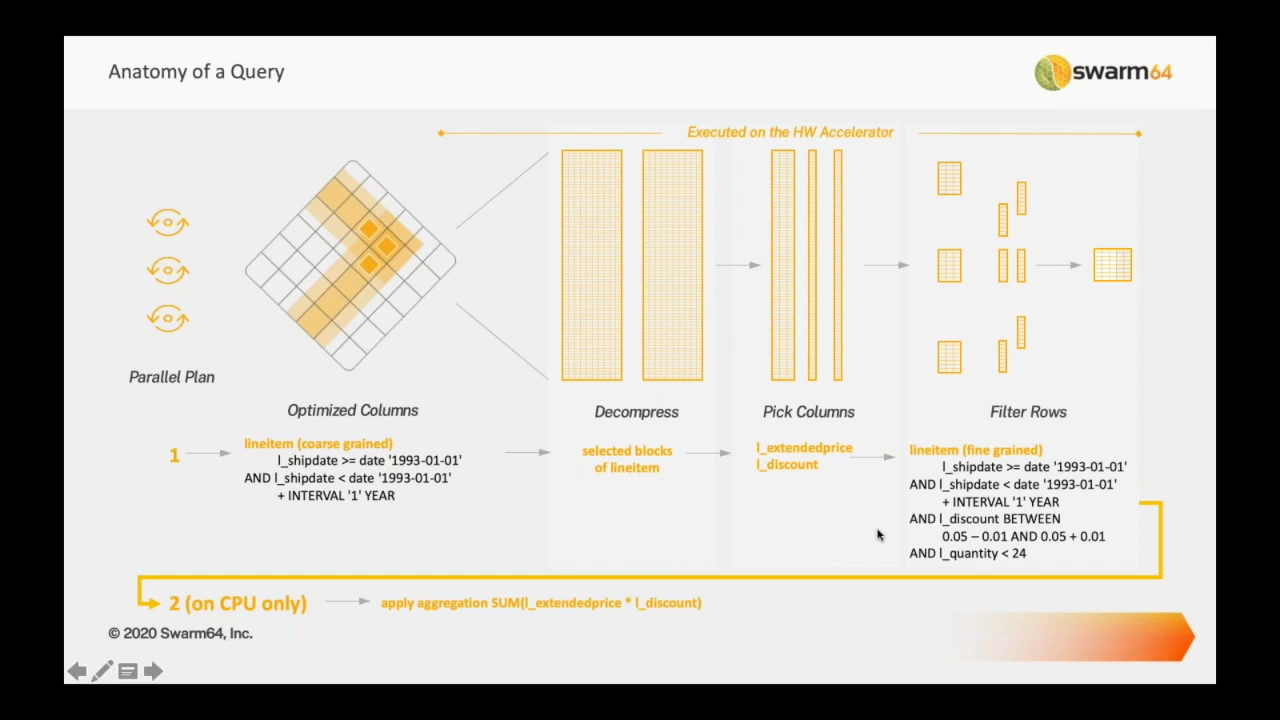 Anatomy of a Query
swarm64
Executed on the HW Accelerator
Parallel Plan
Optimized Columns
Decompress
Pick Columns
Filter Rows
1
lineitem (coarse grained)
l_shipdate >= date '1993-01-01'
AND l_shipdate < date '1993-01-01'
+ INTERVAL '1' YEAR
selected blocks
of lineitem
l_extendedprice
l_discount
lineitem (fine grained)
l_shipdate >= date '1993-01-01'
AND l_shipdate < date '1993-01-01'
+ INTERVAL '1' YEAR
AND l_discount BETWEEN
0.05 – 0.01 AND 0.05 + 0.01
AND l_quantity < 24
2 (on CPU only)
apply aggregation SUM(l_extendedprice * l_discount)
© 2020 Swarm64, Inc.